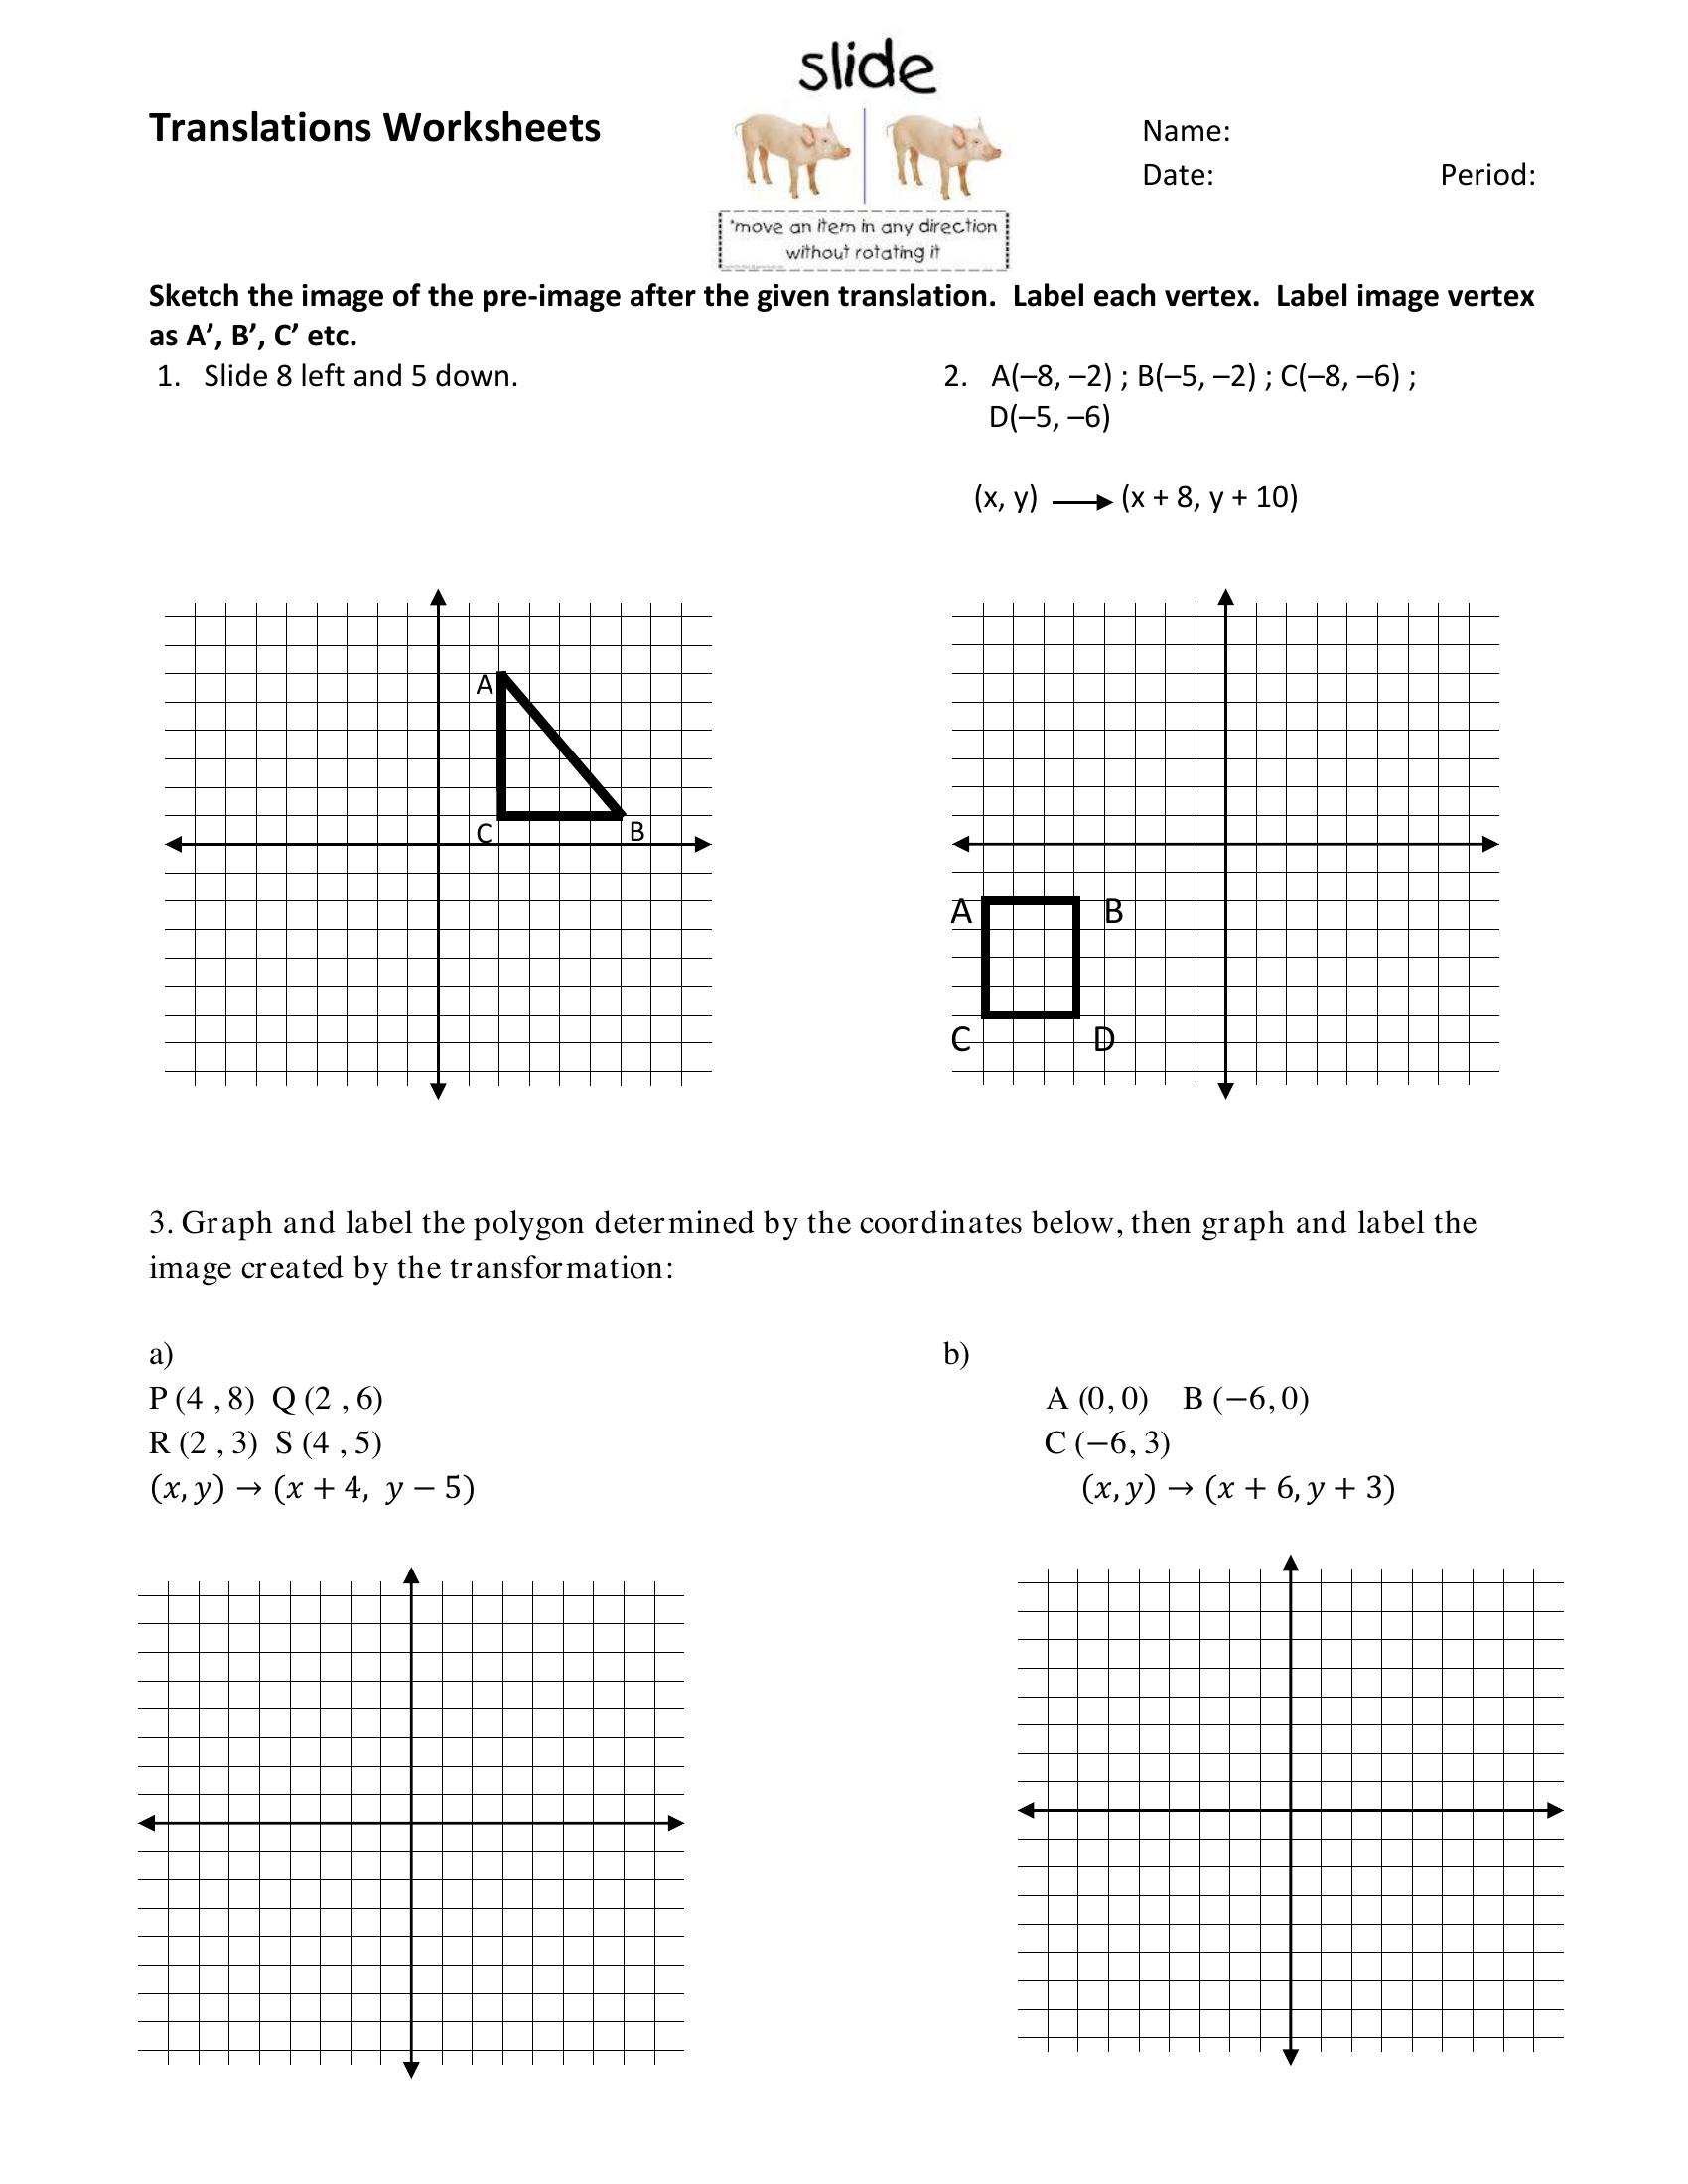 slide
Translations Worksheets
Name:
Date: Period:
*move an item in any direction
without rotating it
Sketch the image of the pre-image after the given translation. Label each vertex. Label image vertex
as A’, B’, C’ etc.
1. Slide 8 left and 5 down.
2. A(–8, –2) ; B(–5, –2) ; C(–8, –6) ;
D(–5, –6)
(x, y) ⟶ (x + 8, y + 10)
A
C
B
A
B
C
D
3. Graph and label the polygon determined by the coordinates below, then graph and label the
image created by the transformation:
a)
P (4 , 8) Q (2 , 6)
R (2 , 3) S (4 , 5)
(x, y) → (x + 4, y − 5)
b)
A (0, 0) B (−6, 0)
C (−6, 3)
(x, y) → (x + 6, y + 3)